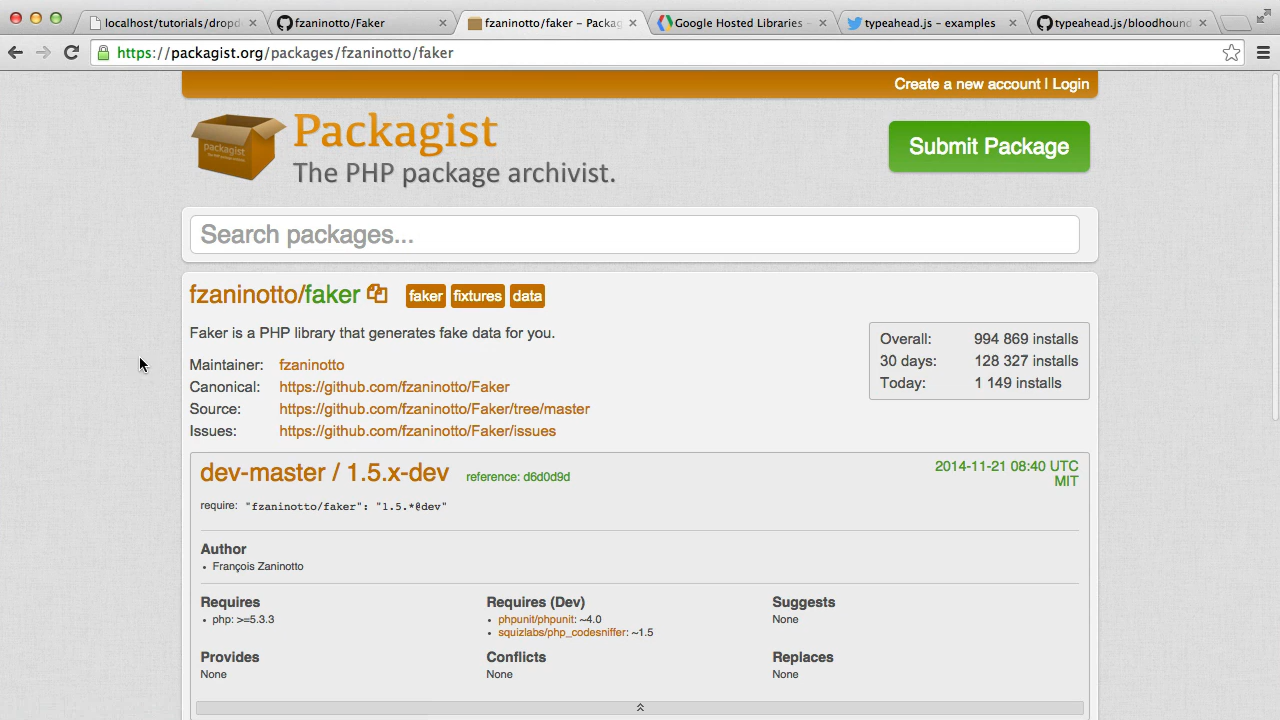 localhost/tutorials/dropd
fzaninotto/Faker
fzaninotto/faker – Packag
Google Hosted Libraries -
typeahead.js – examples
typeahead.js/bloodhound
https://packagist.org/packages/fzaninotto/faker
Create a new account | Login
packagist
Packagist
The PHP package archivist.
Submit Package
Search packages...
fzaninotto/faker faker fixtures data
Faker is a PHP library that generates fake data for you.
Maintainer: fzaninotto
Canonical: https://github.com/fzaninotto/Faker
Source: https://github.com/fzaninotto/Faker/tree/master
Issues: https://github.com/fzaninotto/Faker/issues
Overall: 994 869 installs
30 days: 128 327 installs
Today: 1 149 installs
dev-master / 1.5.x-dev reference: d6d0d9d
2014-11-21 08:40 UTC
MIT
require: "fzaninotto/faker": "1.5.*@dev"
Author
• François Zaninotto
Requires
• php: >=5.3.3
Requires (Dev)
• phpunit/phpunit: ~4.0
• squizlabs/php_codesniffer: ~1.5
Suggests
None
Provides
None
Conflicts
None
Replaces
None